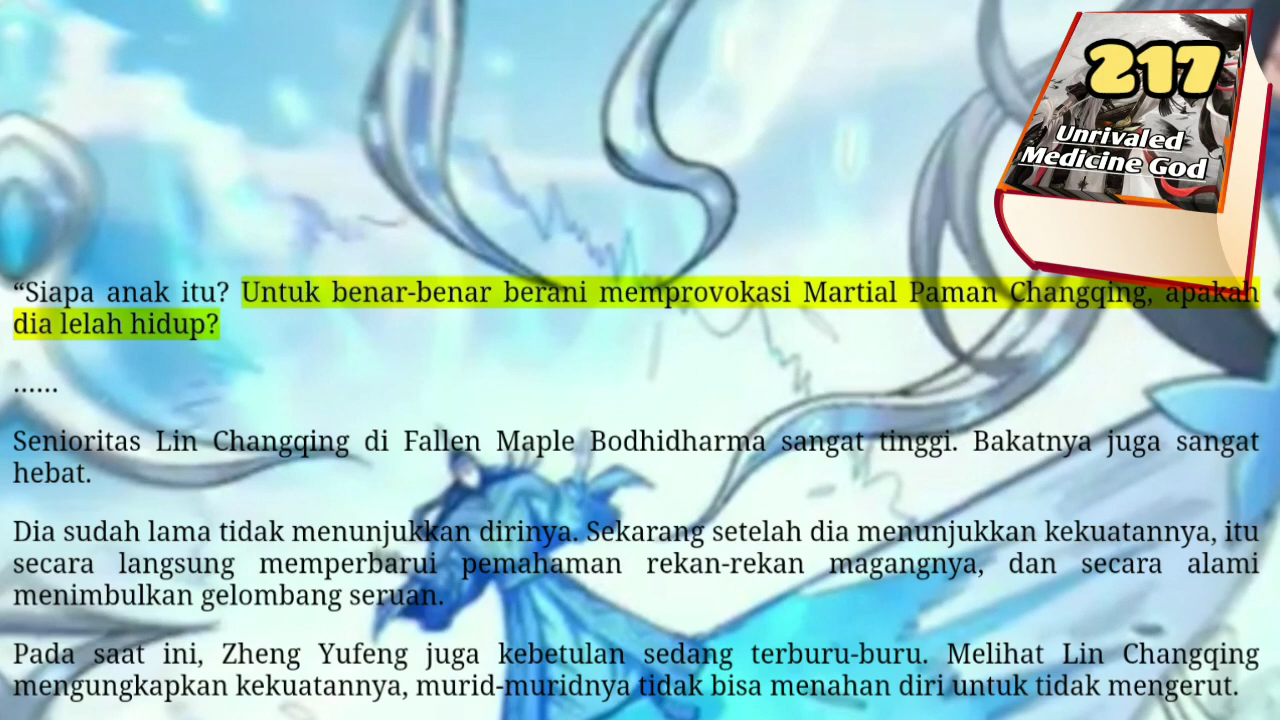 217
Unrivaled
Medicine God
“Siapa anak itu? Untuk benar-benar berani memprovokasi Martial Paman Changqing, apakah
dia lelah hidup?
……
Senioritas Lin Changqing di Fallen Maple Bodhidharma sangat tinggi. Bakatnya juga sangat
hebat.
Dia sudah lama tidak menunjukkan dirinya. Sekarang setelah dia menunjukkan kekuatannya, itu
secara langsung memperbarui pemahaman rekan-rekan magangnya, dan secara alami
menimbulkan gelombang seruan.
Pada saat ini, Zheng Yufeng juga kebetulan sedang terburu-buru. Melihat Lin Changqing
mengungkapkan kekuatannya, murid-muridnya tidak bisa menahan diri untuk tidak mengerut.